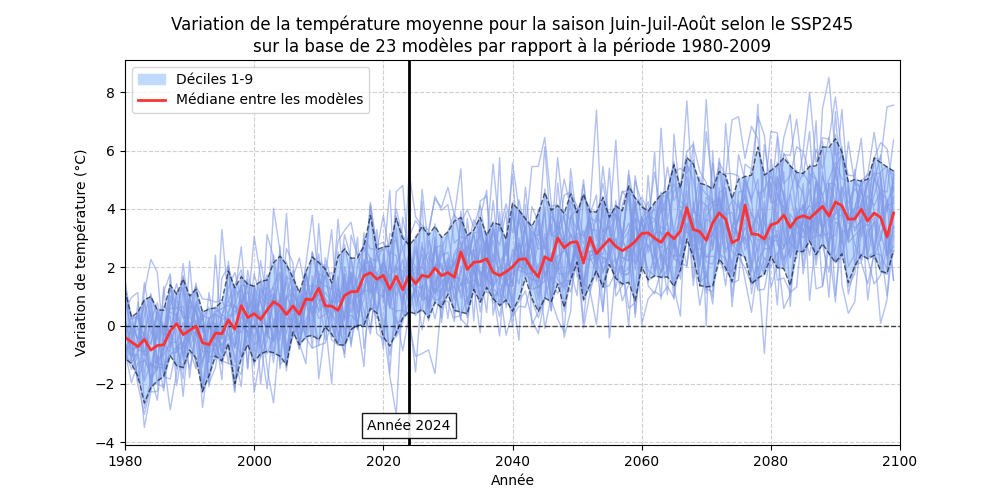 Variation de la température moyenne pour la saison Juin-Juil-Août selon le SSP245
sur la base de 23 modèles par rapport à la période 1980-2009
Déciles 1-9
Médiane entre les modèles
Variation de température (°C)
8
6
4
2
0
−2
−4
Année 2024
1980
2000
2020
2040
2060
2080
2100
Année